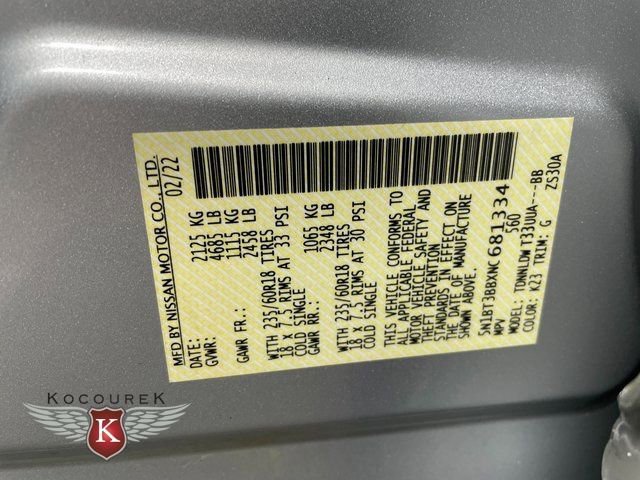 MFD BY NISSAN MOTOR CO., LTD.
DATE: 02/22
GVWR: 2125 KG
4685 LB
GAWR FR.: 1115 KG
2458 LB
WITH 235/60R18 TIRES
18 x 7.5 RIMS AT 33 PSI
COLD SINGLE
GAWR RR.: 1065 KG
2348 LB
WITH 235/60R18 TIRES
18 X 7.5 RIMS AT 30 PSI
COLD SINGLE
THIS VEHICLE CONFORMS TO
ALL APPLICABLE FEDERAL
MOTOR VEHICLE SAFETY AND
THEFT PREVENTION
STANDARDS IN EFFECT ON
THE DATE OF MANUFACTURE
SHOWN ABOVE.
5N1BT3BBXNC681334
MPV 560
MODEL: TDNNLDW T33UUA---BB
COLOR: K23 TRIM: G ZS30A
KOCOUREK
K